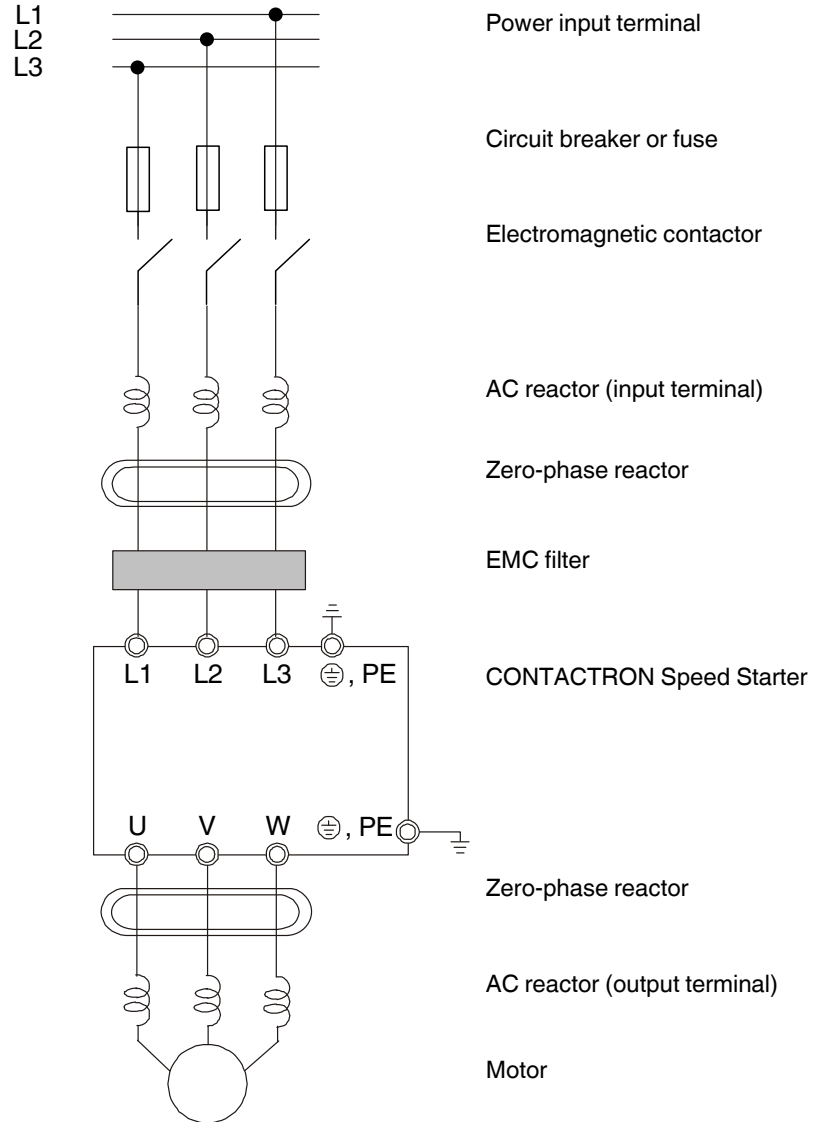 L1
L2
L3
Power input terminal
Circuit breaker or fuse
Electromagnetic contactor
AC reactor (input terminal)
Zero-phase reactor
EMC filter
L1 L2 L3 , PE
CONTACTRON Speed Starter
U V W , PE
Zero-phase reactor
AC reactor (output terminal)
Motor